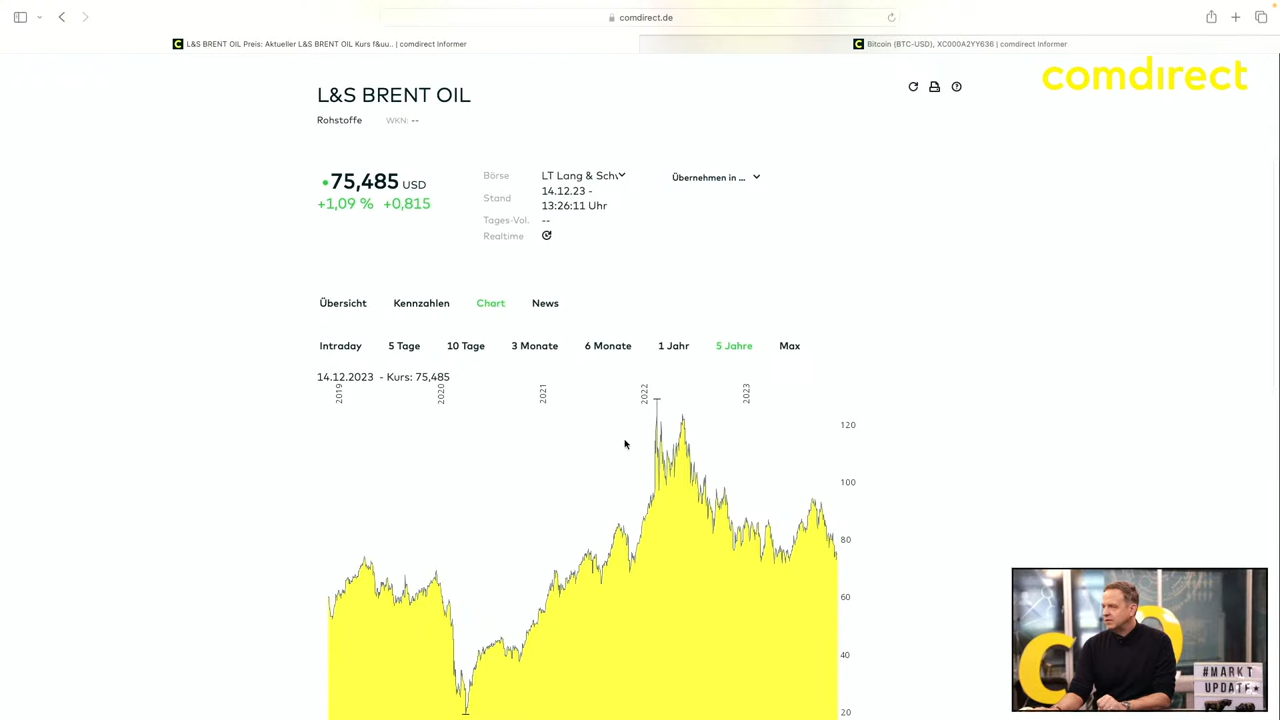 comdirect.de
L&S BRENT OIL Preis: Aktueller L&S BRENT OIL Kurs f&uu.. | comdirect Informer
Bitcoin (BTC-USD), XC000A2YY636 | comdirect Informer
comdirect
L&S BRENT OIL
Rohstoffe WKN: --
75,485 USD
+1,09 % +0,815
Börse LT Lang & Schw
Stand 14.12.23 -
13:26:11 Uhr
Tages-Vol. --
Realtime
Übernehmen in ...
Übersicht Kennzahlen Chart News
Intraday 5 Tage 10 Tage 3 Monate 6 Monate 1 Jahr 5 Jahre Max
14.12.2023 - Kurs: 75,485
2019 2020 2021 2022 2023
120
100
80
60
40
20
#MARKT
UPDATE